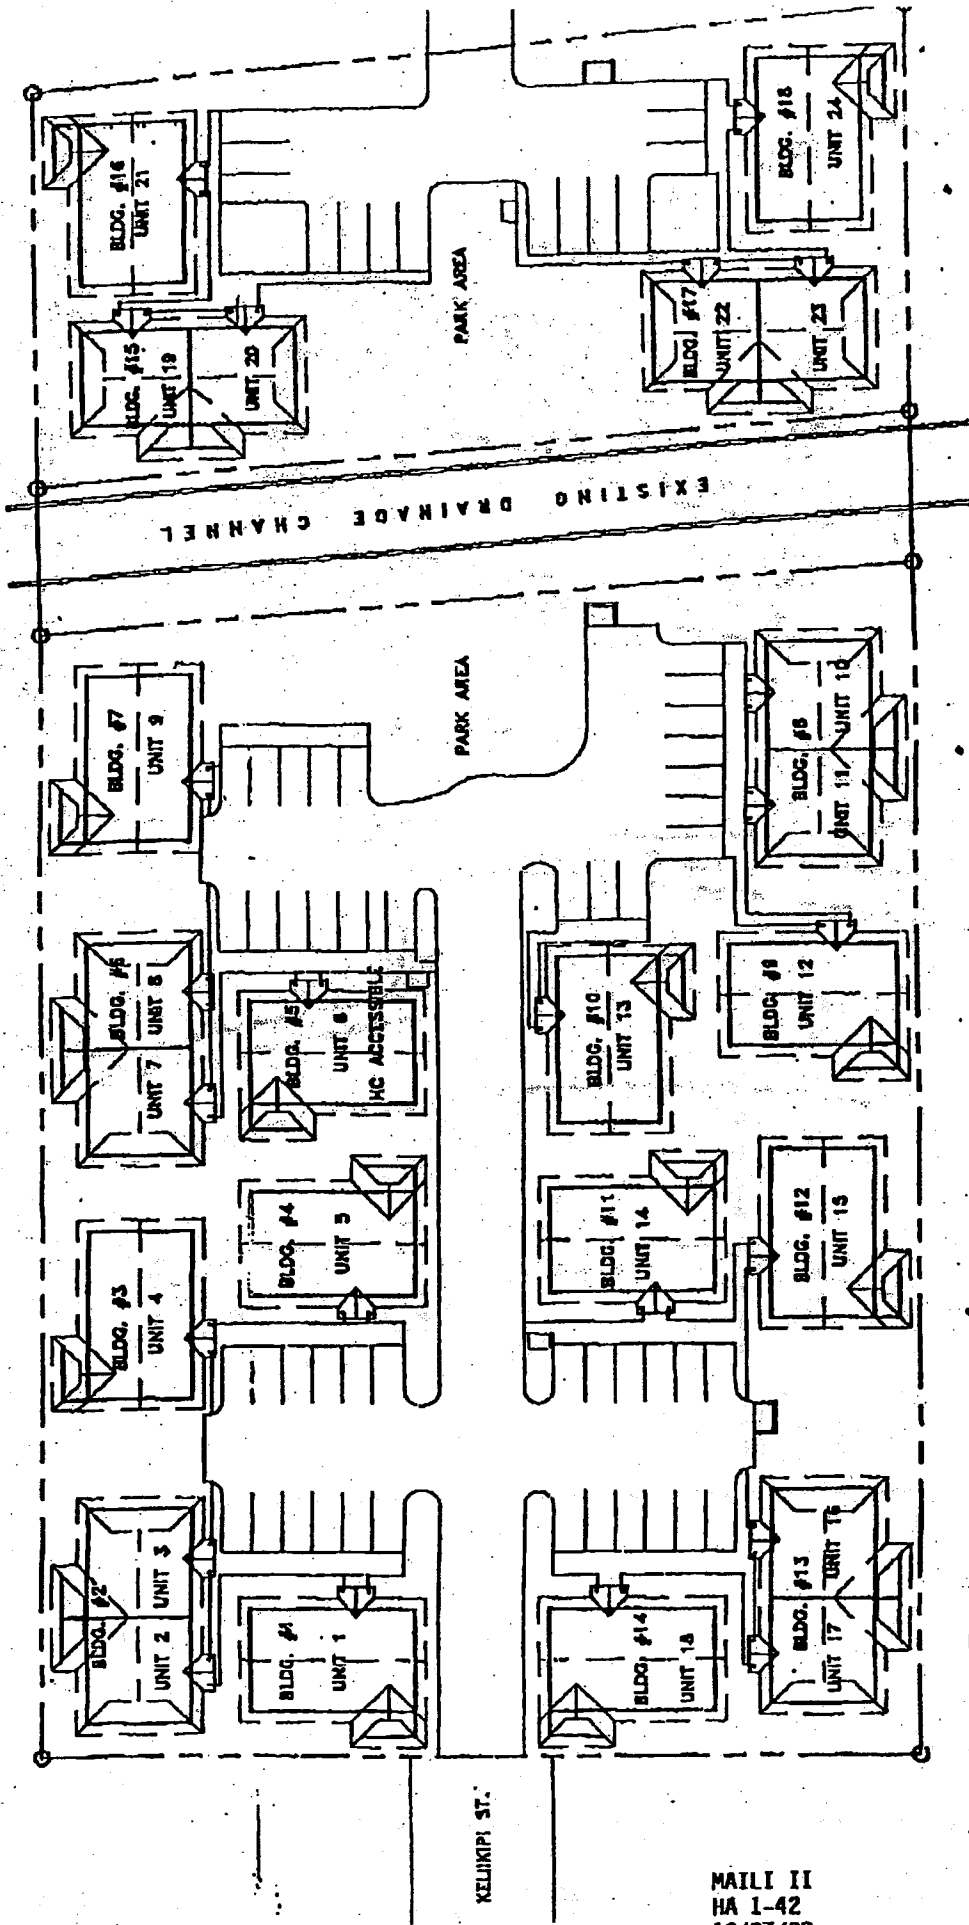 BLDG. #16
UNIT 21
BLDG. #15
UNIT 19
UNIT 20
PARK AREA
BLDG. #18
UNIT 24
BLDG. #17
UNIT 22
UNIT 23
EXISTING DRAINAGE CHANNEL
BLDG. #7
UNIT 9
PARK AREA
BLDG. #8
UNIT 11
UNIT 10
BLDG. #6
UNIT 7
UNIT 8
BLDG. #5
UNIT 6
HC ACCESSIBLE
BLDG. #10
UNIT 13
BLDG. #9
UNIT 12
BLDG. #3
UNIT 4
BLDG. #4
UNIT 5
BLDG. #11
UNIT 14
BLDG. #12
UNIT 15
BLDG. #2
UNIT 2
UNIT 3
BLDG. #1
UNIT 1
BLDG. #14
UNIT 18
BLDG. #13
UNIT 17
UNIT 16
KELIIKIPI ST.
MAILI II
HA 1-42